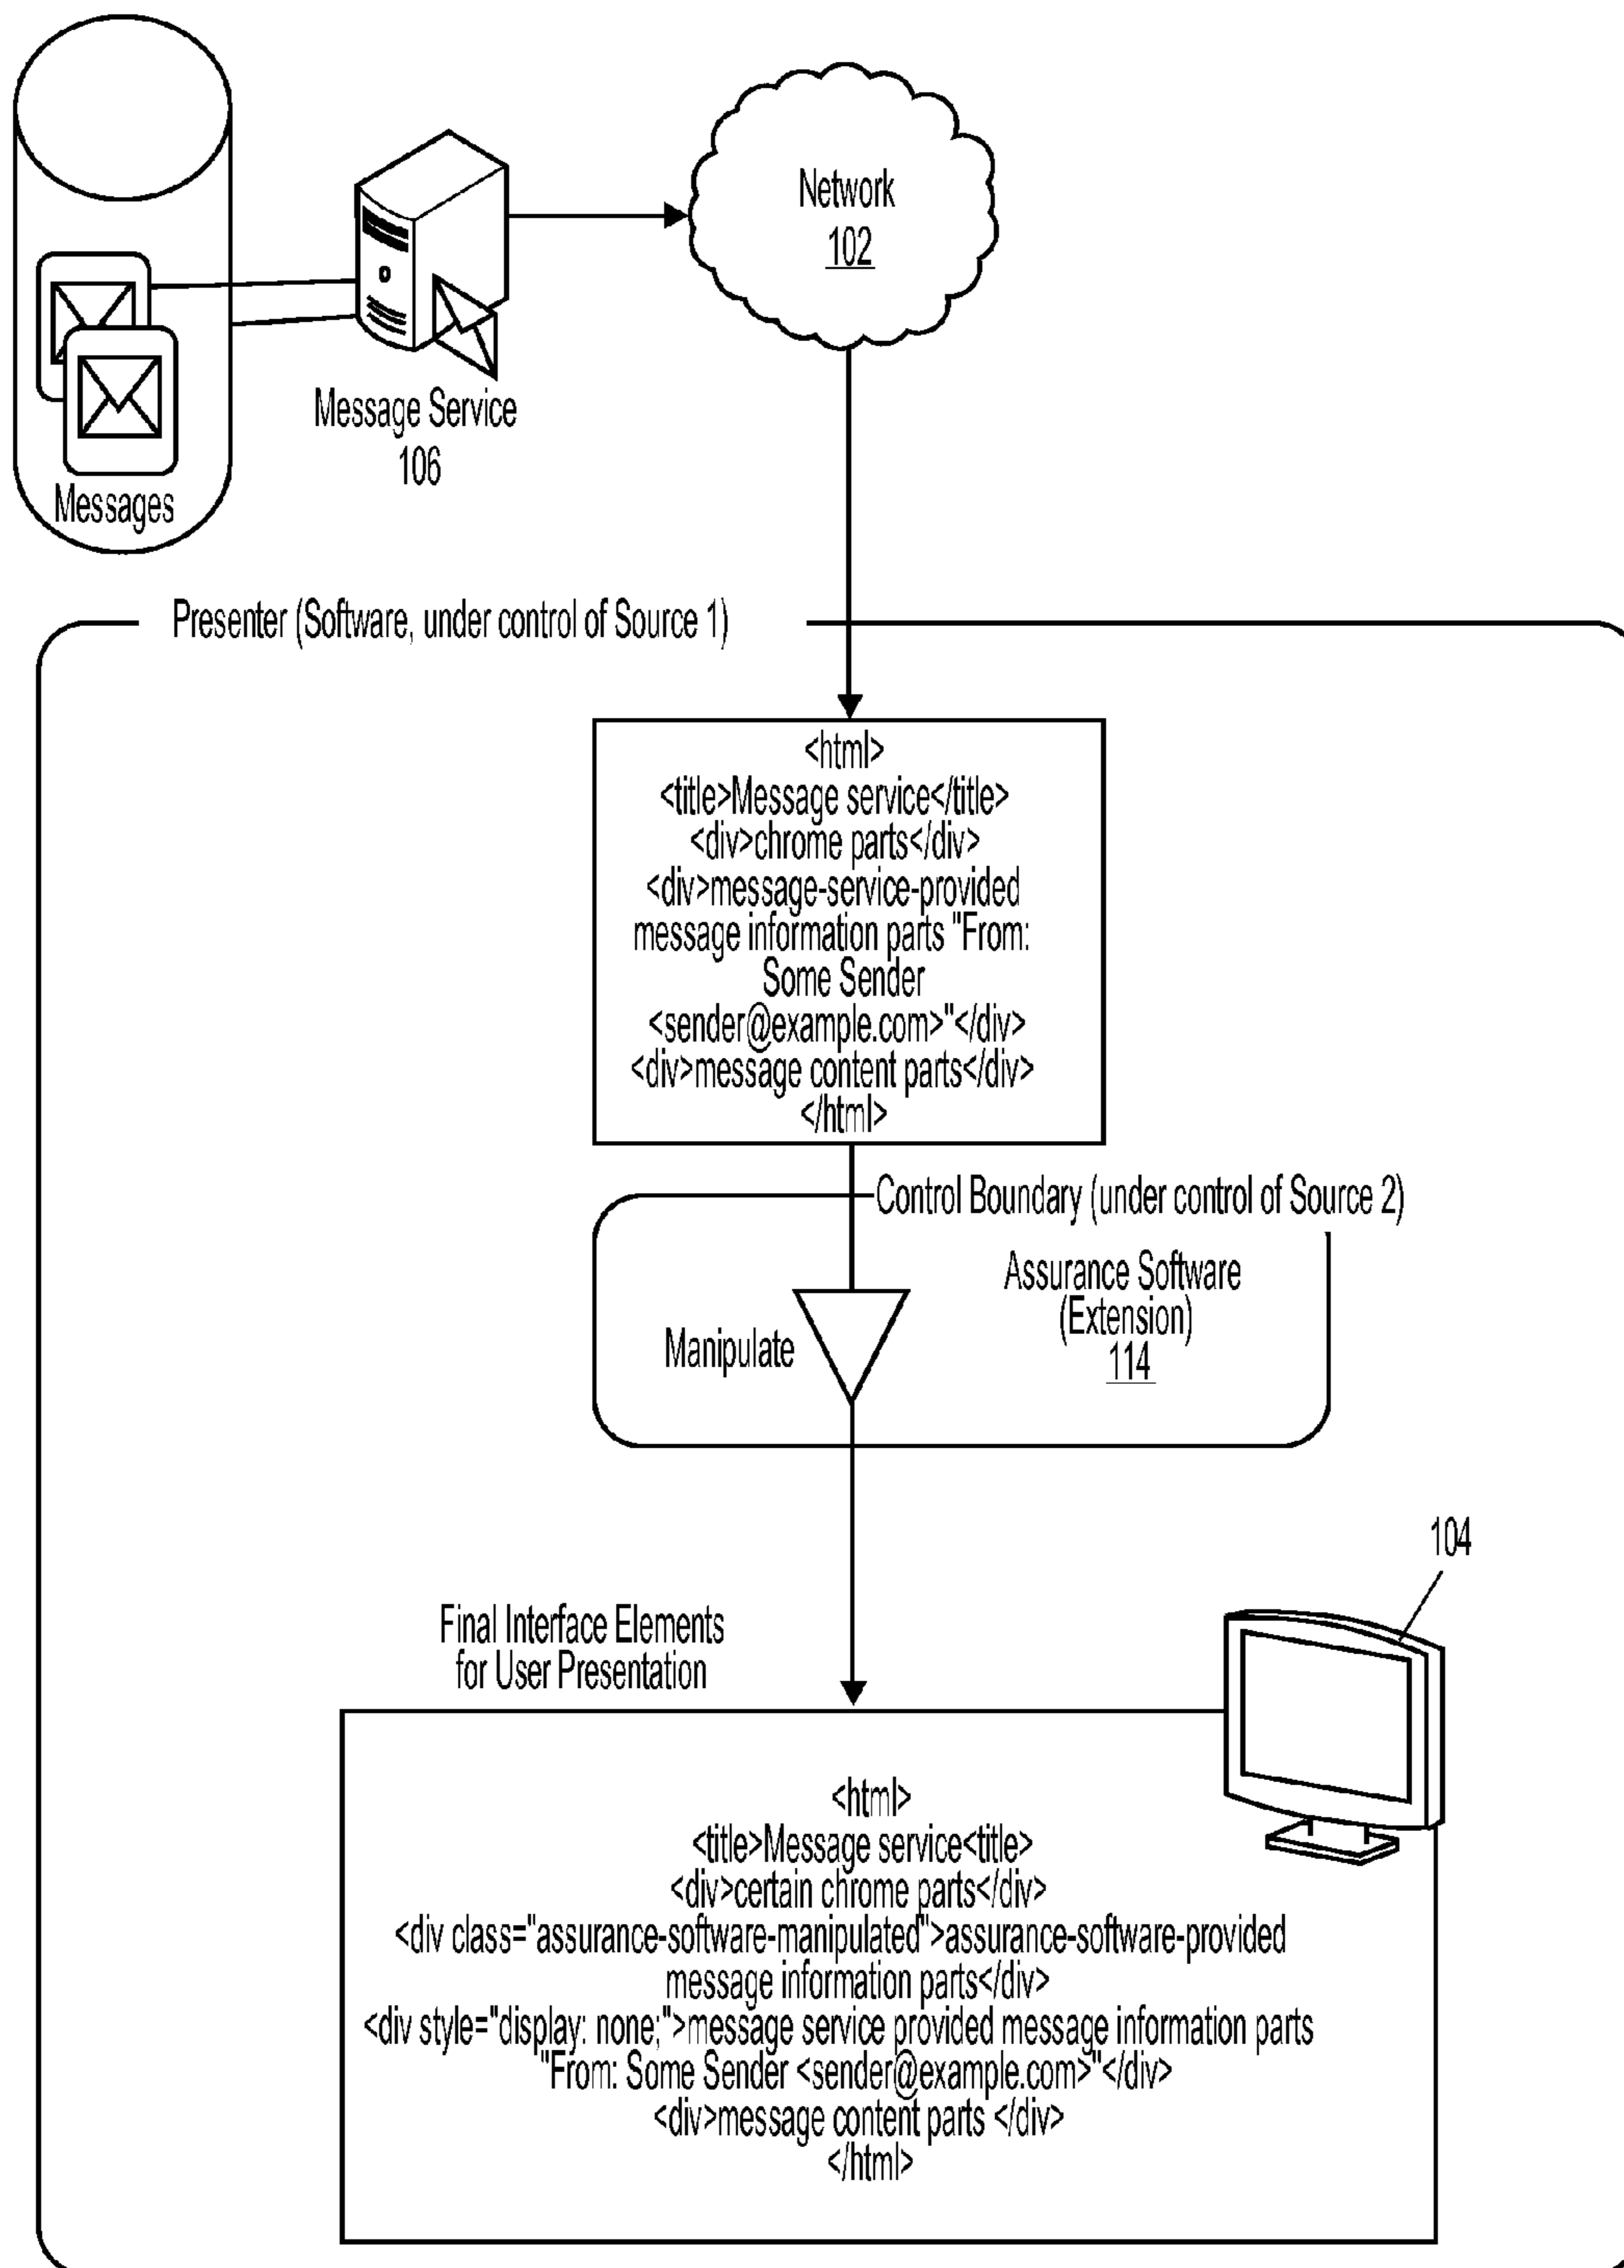 Network
102
Message Service
106
Messages
Presenter (Software, under control of Source 1)
<html>
<title>Message service</title>
<div>chrome parts</div>
<div>message-service-provided
message information parts "From:
Some Sender
<sender@example.com>"</div>
<div>message content parts</div>
</html>
Control Boundary (under control of Source 2)
Assurance Software
(Extension)
114
Manipulate
104
Final Interface Elements
for User Presentation
<html>
<title>Message service<title>
<div>certain chrome parts</div>
<div class="assurance-software-manipulated">assurance-software-provided
message information parts</div>
<div style="display: none;">message service provided message information parts
"From: Some Sender <sender@example.com>"</div>
<div>message content parts </div>
</html>